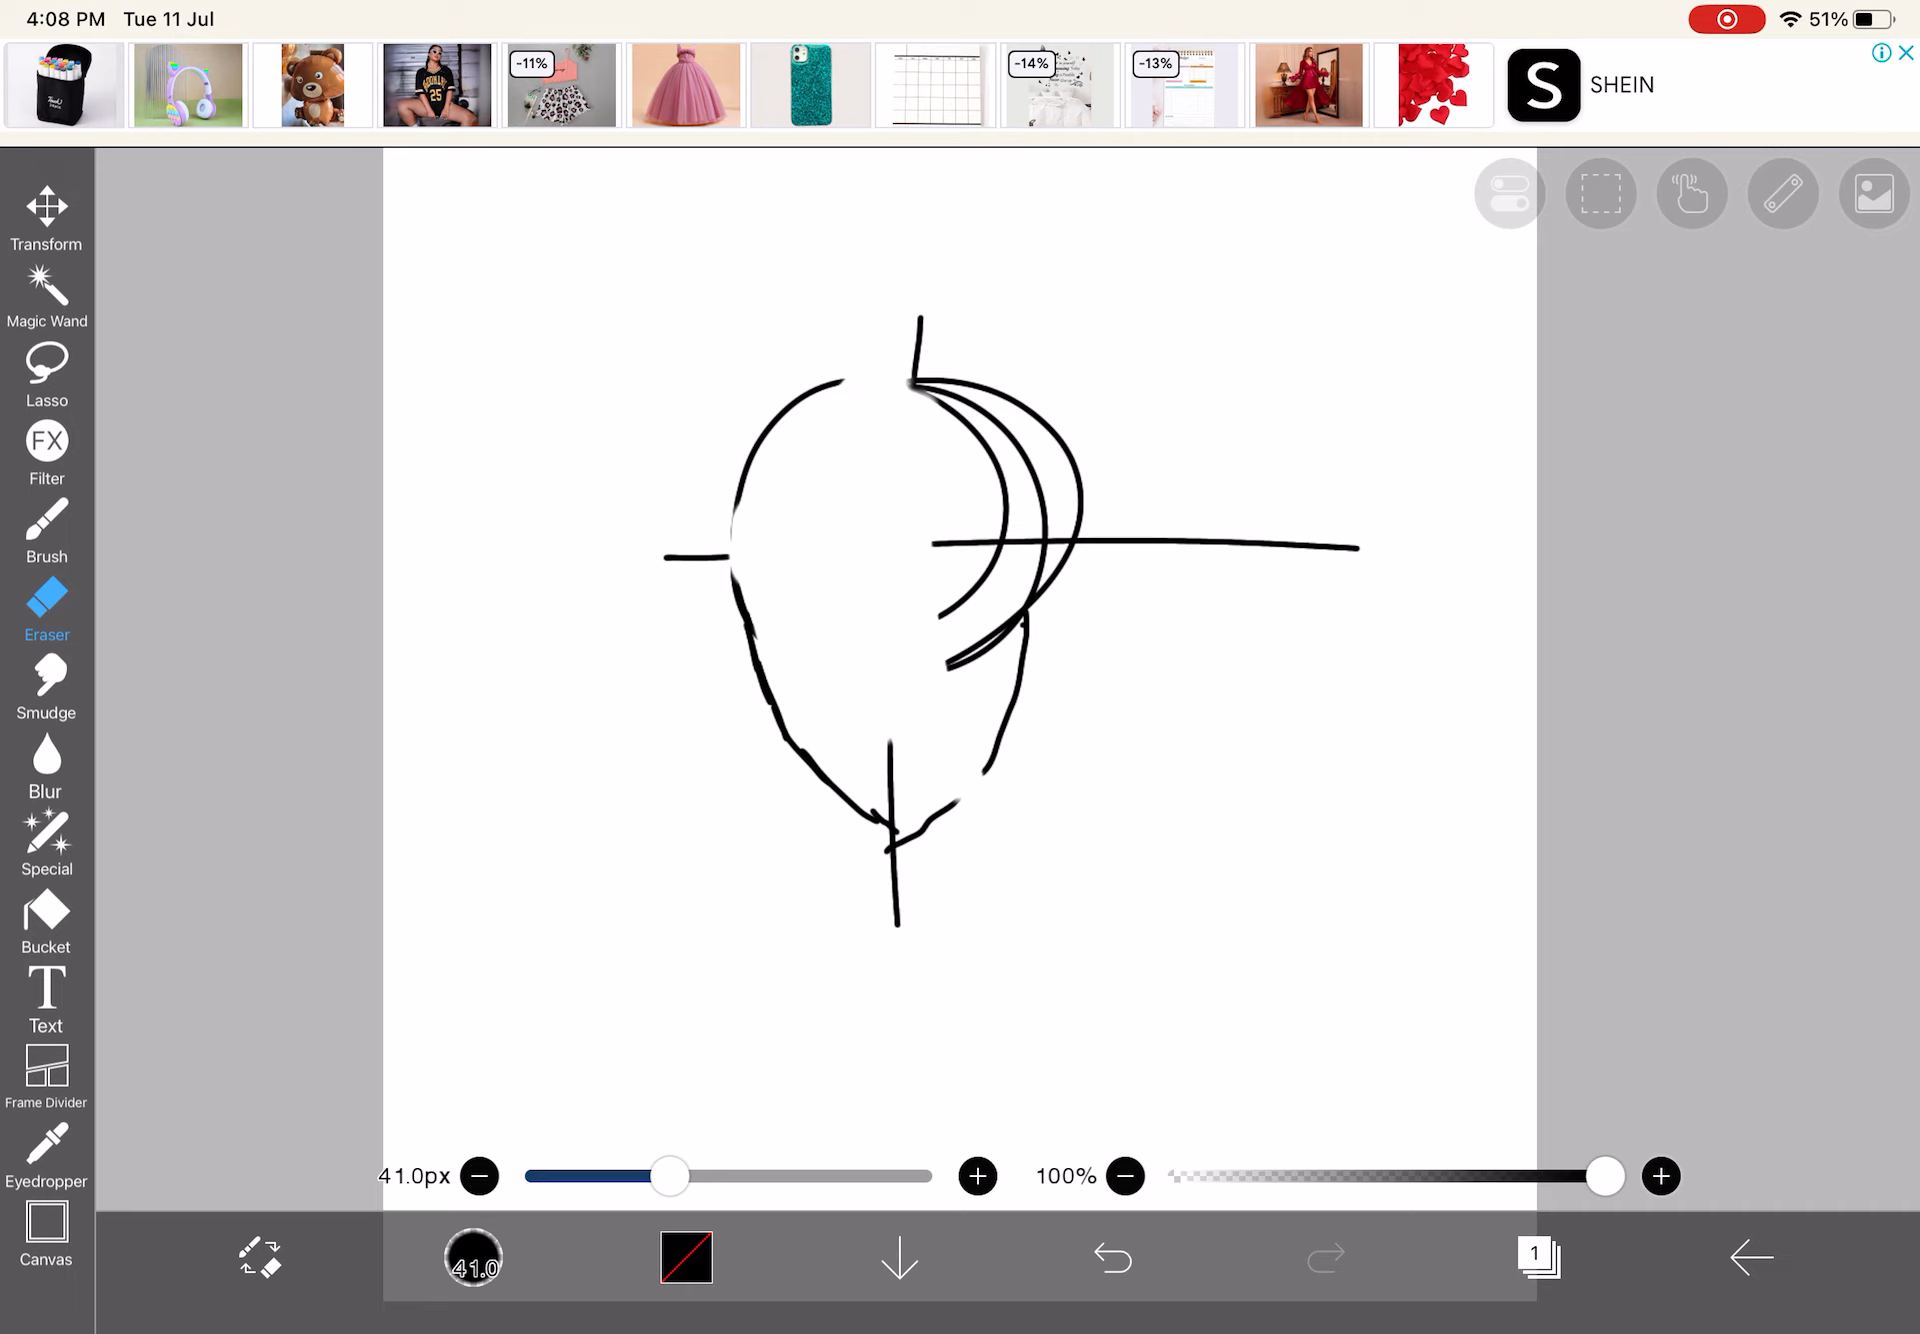 4:08 PM Tue 11 Jul
51%
-11%
-14%
-13%
S
SHEIN
Transform
Magic Wand
Lasso
FX
Filter
Brush
Eraser
Smudge
Blur
Special
Bucket
T
Text
Frame Divider
Eyedropper
Canvas
41.0px
100%
41.0
1